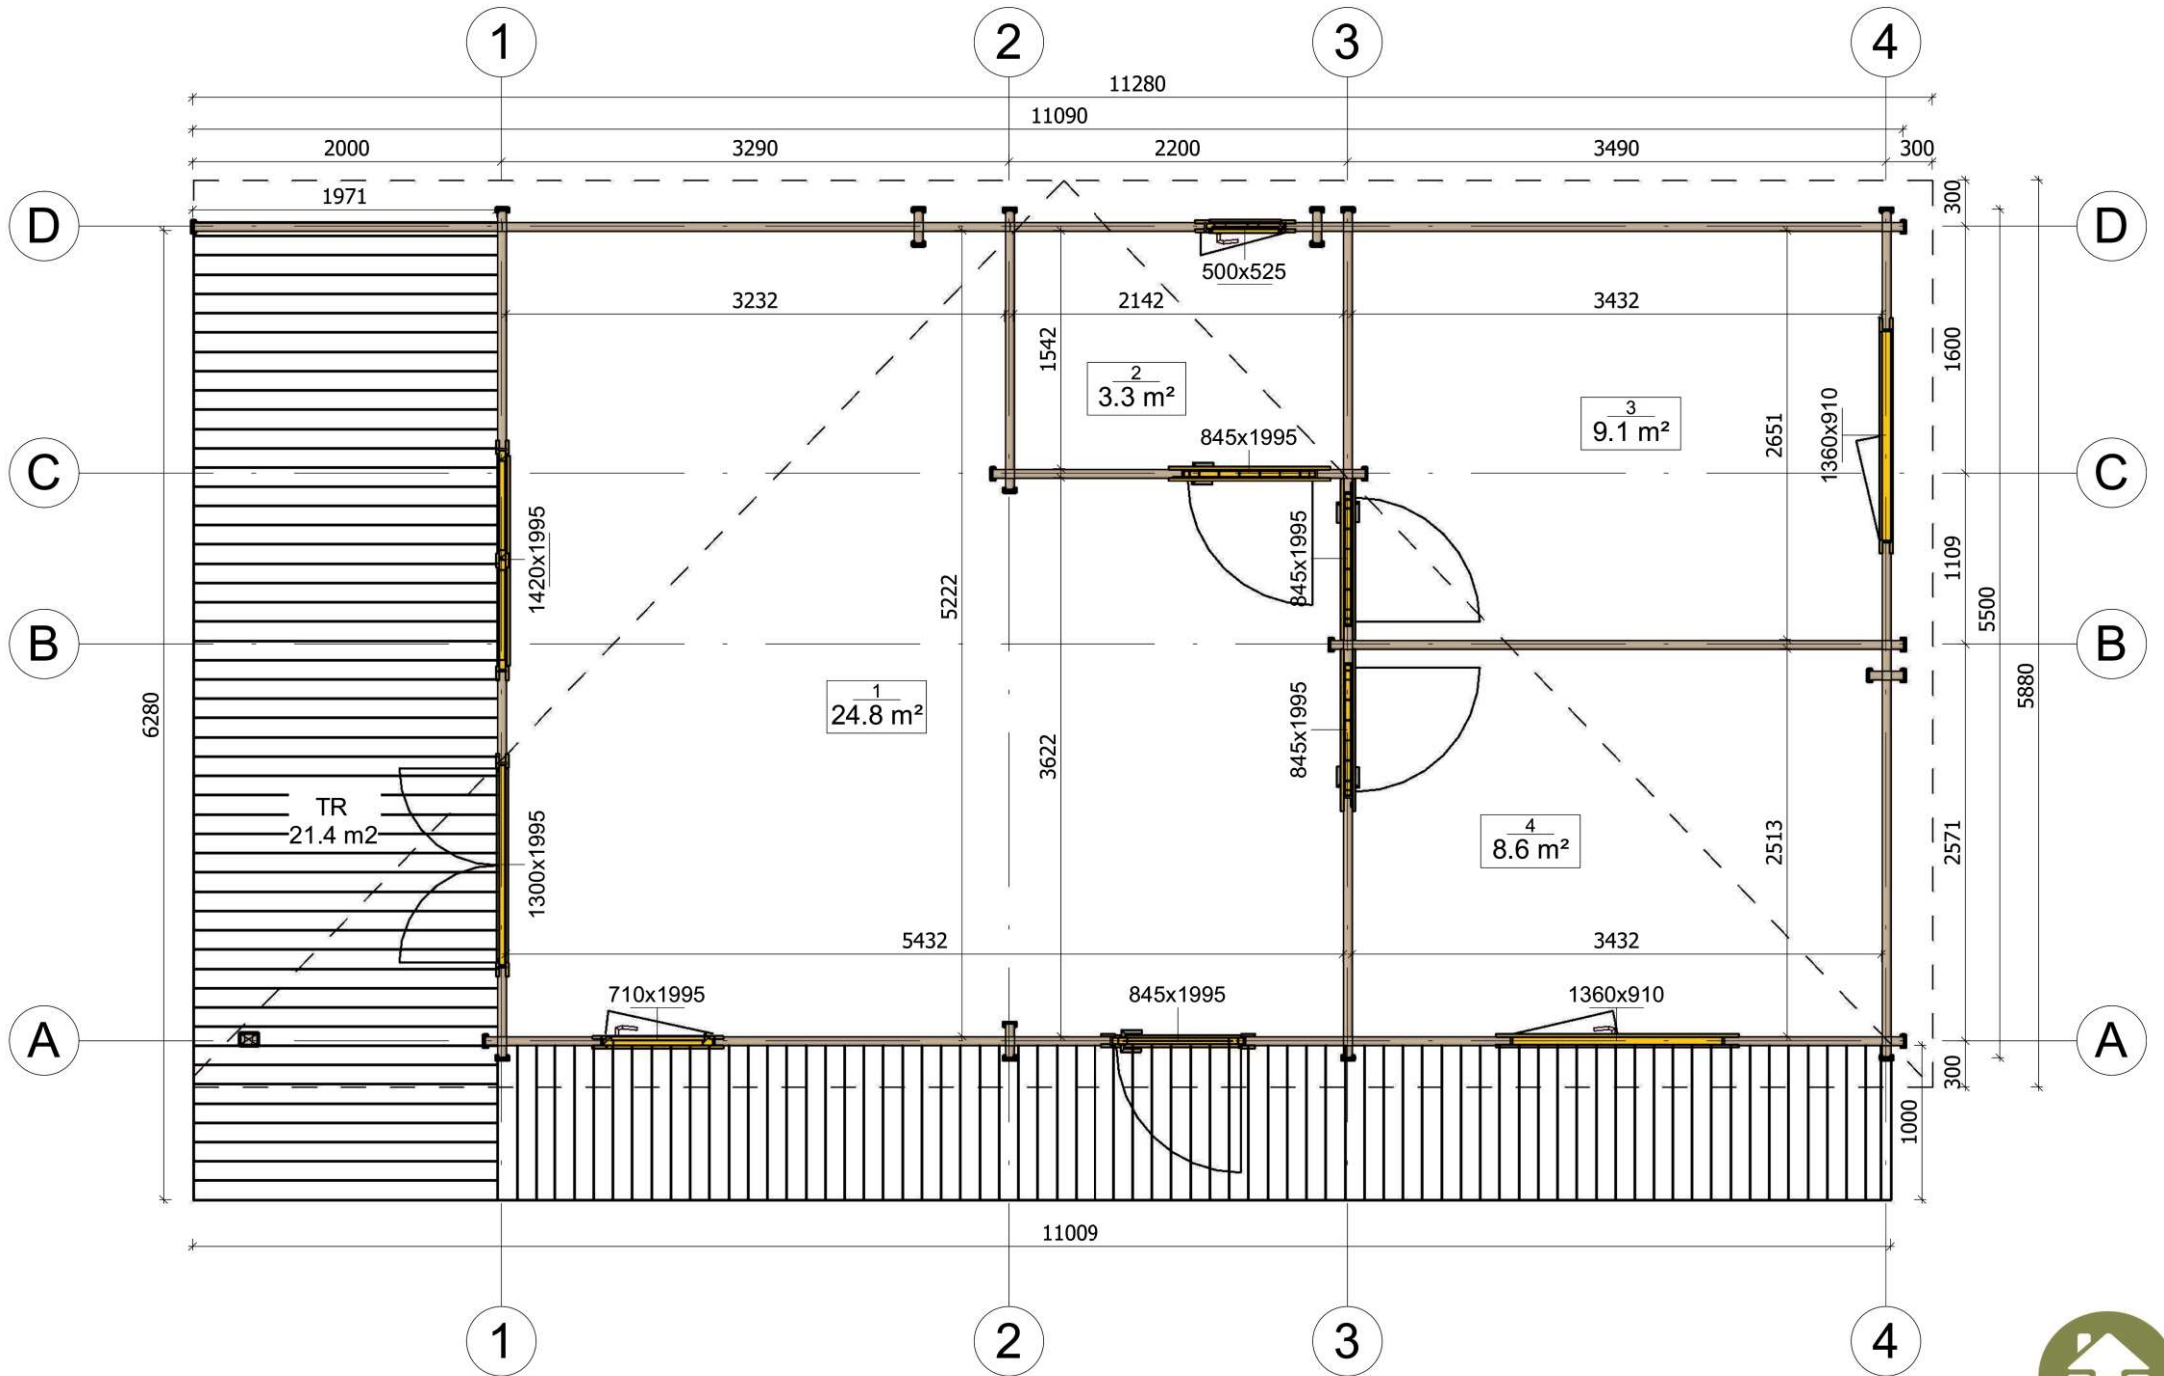 1 2 3 4
11280
11090
2000 3290 2200 3490 300
1971
300
D D
500x525
3232 2142 3432
1542
1600
2
3.3 m²
3
9.1 m²
2651
1360x910
845x1995
C C
1420x1995
845x1995
1109
5222
5500
B B
5880
6280
1
24.8 m²
845x1995
3622
TR
21.4 m2
1300x1995
4
8.6 m²
2513
2571
5432 3432
710x1995 845x1995 1360x910
A A
300
1000
11009
1 2 3 4